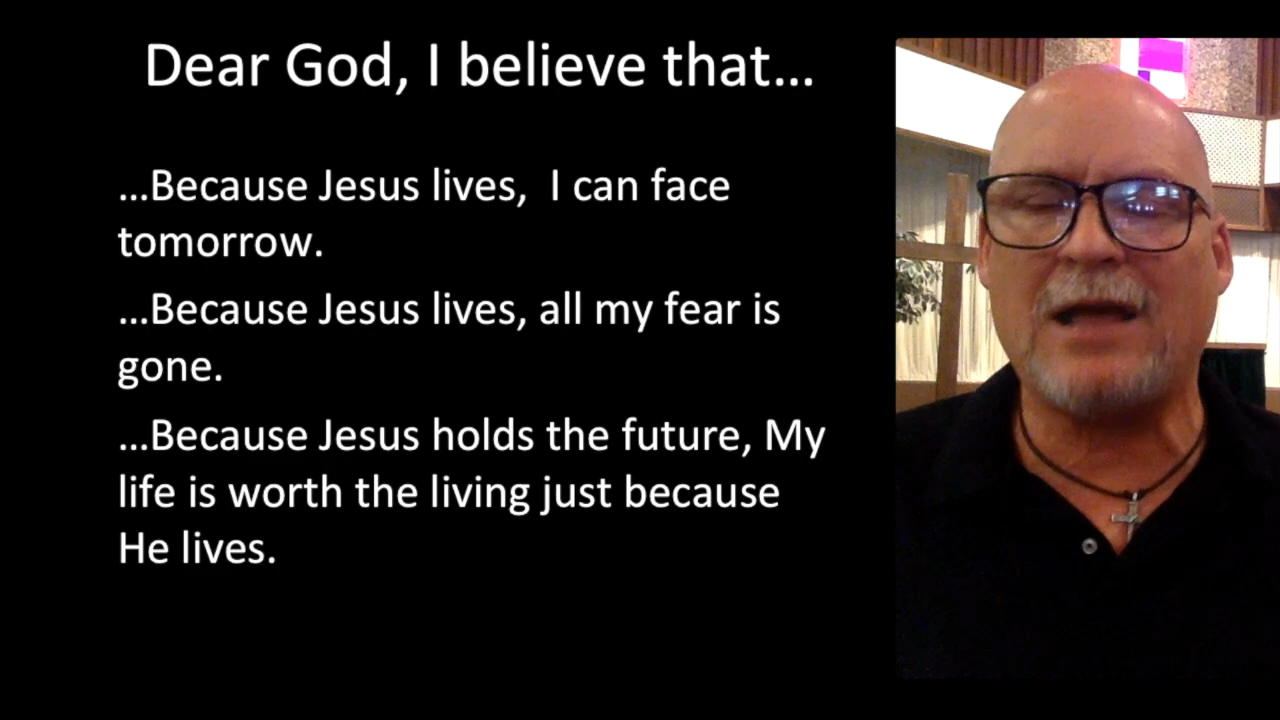 Dear God, I believe that…
…Because Jesus lives,  I can face
tomorrow.
…Because Jesus lives, all my fear is
gone.
…Because Jesus holds the future, My
life is worth the living just because
He lives.